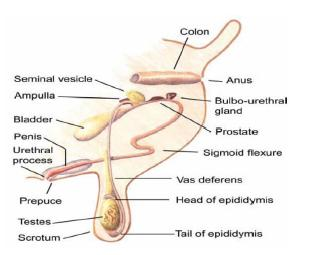 Colon
Seminal vesicle
Anus
Ampulla
Bulbo-urethral
gland
Bladder
Prostate
Penis
Urethral
process
Sigmoid flexure
Vas deferens
Prepuce
Head of epididymis
Testes
Scrotum
Tail of epididymis